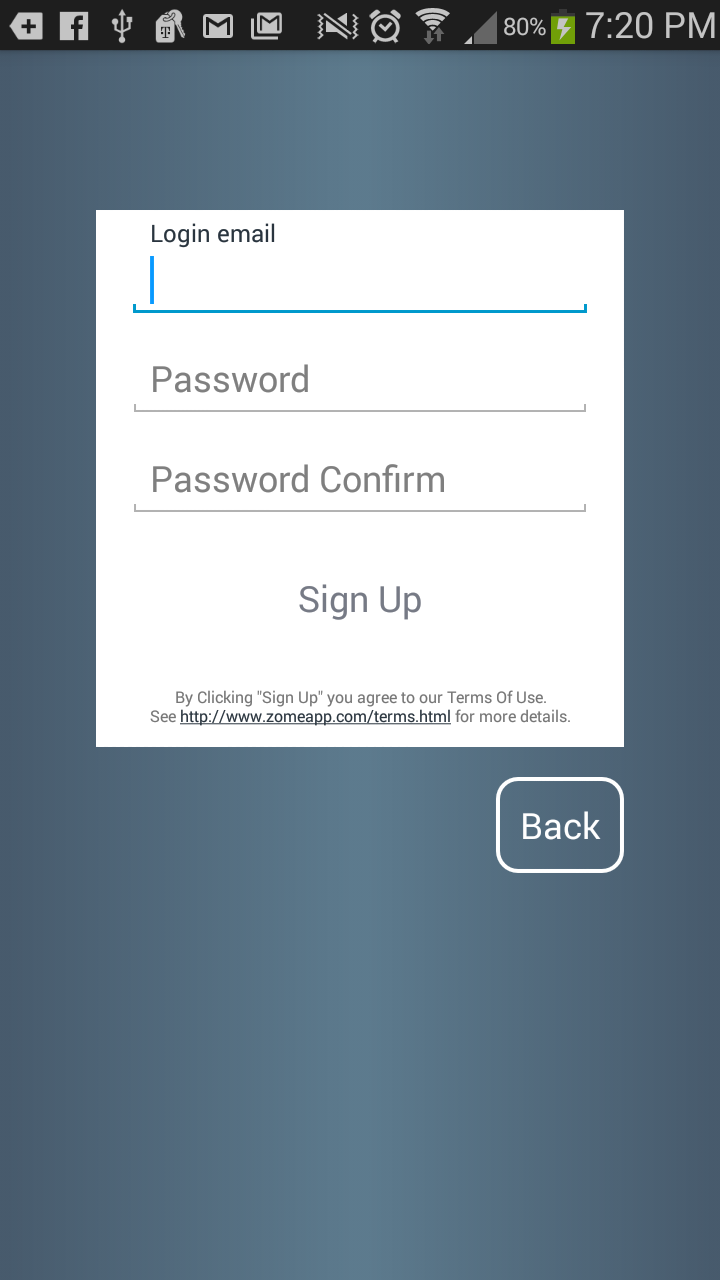 80% 7:20 PM
Login email
Password
Password Confirm
Sign Up
By Clicking "Sign Up" you agree to our Terms Of Use.
See http://www.zomeapp.com/terms.html for more details.
Back